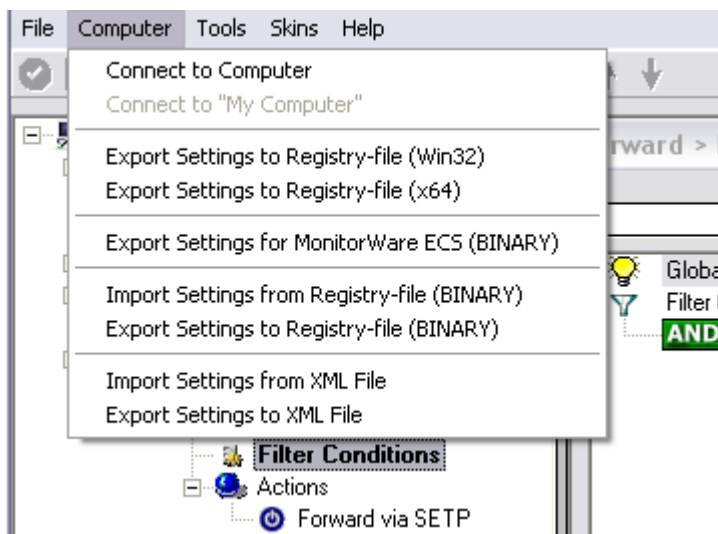 File Computer Tools Skins Help
Connect to Computer
Connect to "My Computer"
Export Settings to Registry-file (Win32)
Export Settings to Registry-file (x64)
Export Settings for MonitorWare ECS (BINARY)
Import Settings from Registry-file (BINARY)
Export Settings to Registry-file (BINARY)
Import Settings from XML File
Export Settings to XML File
rward >
Globa
Filter
AND
Filter Conditions
Actions
Forward via SETP